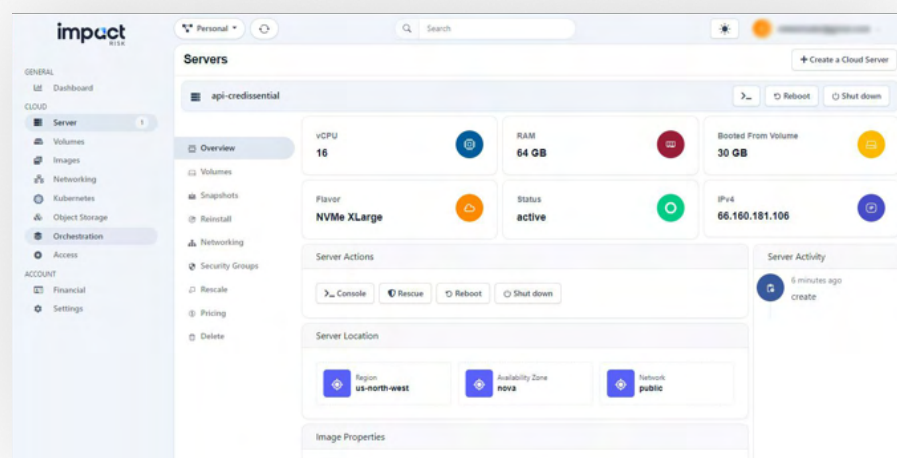 impact
RISK
Personal
Search
Servers
+ Create a Cloud Server
GENERAL
Dashboard
CLOUD
Server 1
Volumes
Images
Networking
Kubernetes
Object Storage
Orchestration
Access
ACCOUNT
Financial
Settings
api-credissential
>_ Reboot Shut down
Overview
Volumes
Snapshots
Reinstall
Networking
Security Groups
Rescale
Pricing
Delete
vCPU
16
RAM
64 GB
Booted From Volume
30 GB
Flavor
NVMe XLarge
Status
active
IPv4
66.160.181.106
Server Actions
>_ Console Rescue Reboot Shut down
Server Location
Region
us-north-west
Availability Zone
nova
Network
public
Image Properties
Server Activity
6 minutes ago
create